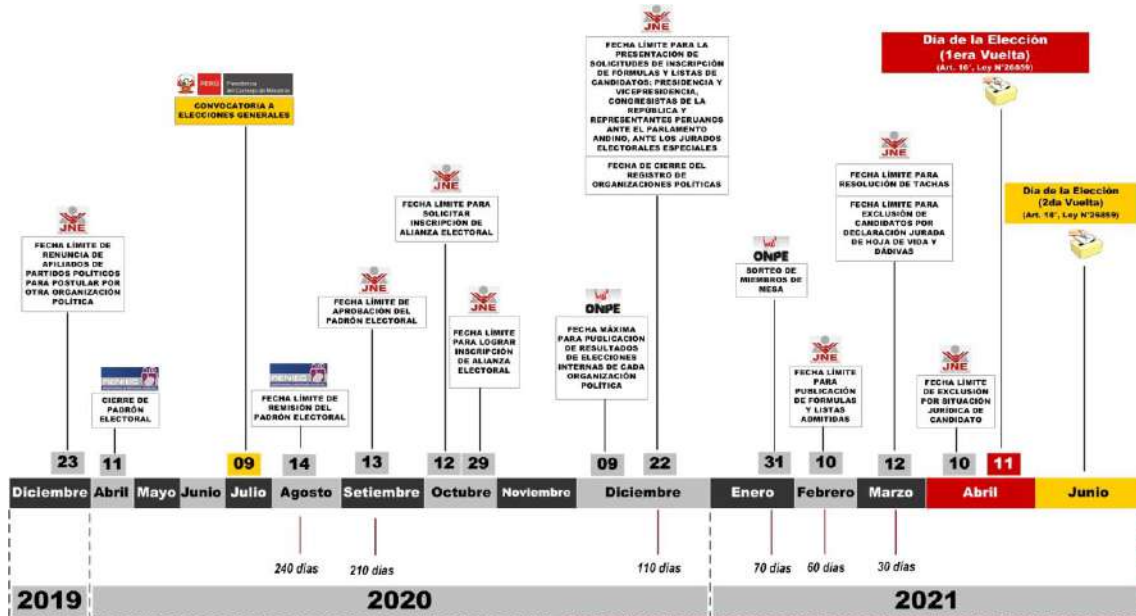 JNE
FECHA LÍMITE DE
RENUNCIA DE
AFILIADOS DE
PARTIDOS POLÍTICOS
PARA POSTULAR POR
OTRA ORGANIZACIÓN
POLÍTICA
RENIEC
CIERRE DE
PADRÓN
ELECTORAL
PERÚ
Presidencia
del Consejo de Ministros
CONVOCATORIA A
ELECCIONES GENERALES
RENIEC
FECHA LÍMITE DE
REMISIÓN DEL
PADRÓN ELECTORAL
JNE
FECHA LÍMITE DE
APROBACIÓN DEL
PADRÓN ELECTORAL
JNE
FECHA LÍMITE PARA
SOLICITAR
INSCRIPCIÓN DE
ALIANZA ELECTORAL
JNE
FECHA LÍMITE
PARA LOGRAR
INSCRIPCIÓN
DE ALIANZA
ELECTORAL
ONPE
FECHA MÁXIMA
PARA PUBLICACIÓN
DE RESULTADOS
DE ELECCIONES
INTERNAS DE CADA
ORGANIZACIÓN
POLÍTICA
JNE
FECHA LÍMITE PARA LA
PRESENTACIÓN DE
SOLICITUDES DE INSCRIPCIÓN
DE FÓRMULAS Y LISTAS DE
CANDIDATOS: PRESIDENCIA Y
VICEPRESIDENCIA,
CONGRESISTAS DE LA
REPÚBLICA Y
REPRESENTANTES PERUANOS
ANTE EL PARLAMENTO
ANDINO, ANTE LOS JURADOS
ELECTORALES ESPECIALES
FECHA DE CIERRE DEL
REGISTRO DE
ORGANIZACIONES POLÍTICAS
ONPE
SORTEO DE
MIEMBROS DE
MESA
JNE
FECHA LÍMITE
PARA
PUBLICACIÓN
DE FÓRMULAS
Y LISTAS
ADMITIDAS
JNE
FECHA LÍMITE PARA
RESOLUCIÓN DE TACHAS
FECHA LÍMITE PARA
EXCLUSIÓN DE
CANDIDATOS POR
DECLARACIÓN JURADA
DE HOJA DE VIDA Y
DÁDIVAS
JNE
FECHA LÍMITE
DE EXCLUSIÓN
POR SITUACIÓN
JURÍDICA DE
CANDIDATO
Día de la Elección
(1era Vuelta)
(Art. 16°, Ley N°26859)
Día de la Elección
(2da Vuelta)
(Art. 18°, Ley N°26859)
23 11 09 14 13 12 29 09 22 31 10 12 10 11
Diciembre Abril Mayo Junio Julio Agosto Setiembre Octubre Noviembre Diciembre Enero Febrero Marzo Abril Junio
240 días 210 días 110 días 70 días 60 días 30 días
2019 2020 2021